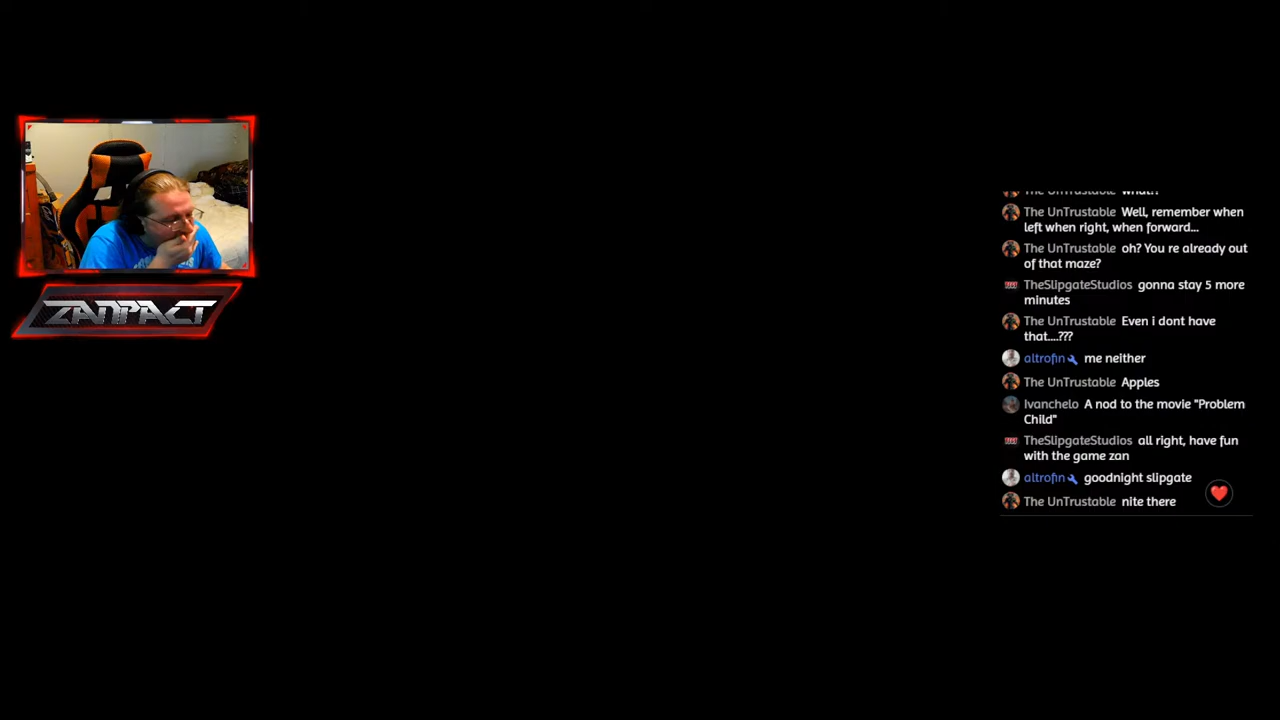 ZANPACT
The UnTrustable what??
The UnTrustable Well, remember when
left when right, when forward...
The UnTrustable oh? You re already out
of that maze?
TheSlipgateStudios gonna stay 5 more
minutes
The UnTrustable Even i dont have
that....???
altrofin me neither
The UnTrustable Apples
Ivanchelo A nod to the movie "Problem
Child"
TheSlipgateStudios all right, have fun
with the game zan
altrofin goodnight slipgate
The UnTrustable nite there